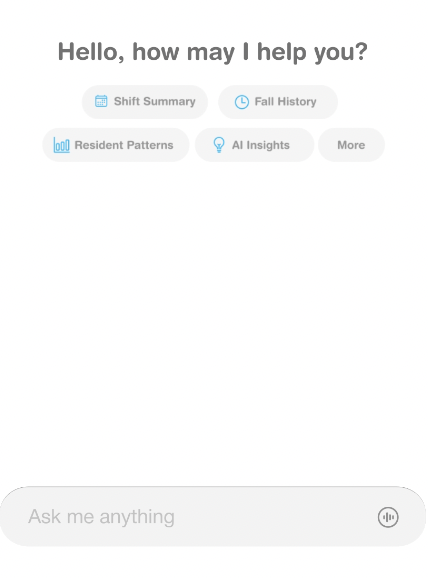 Hello, how may I help you?
Shift Summary
Fall History
Resident Patterns
AI Insights
More
Ask me anything